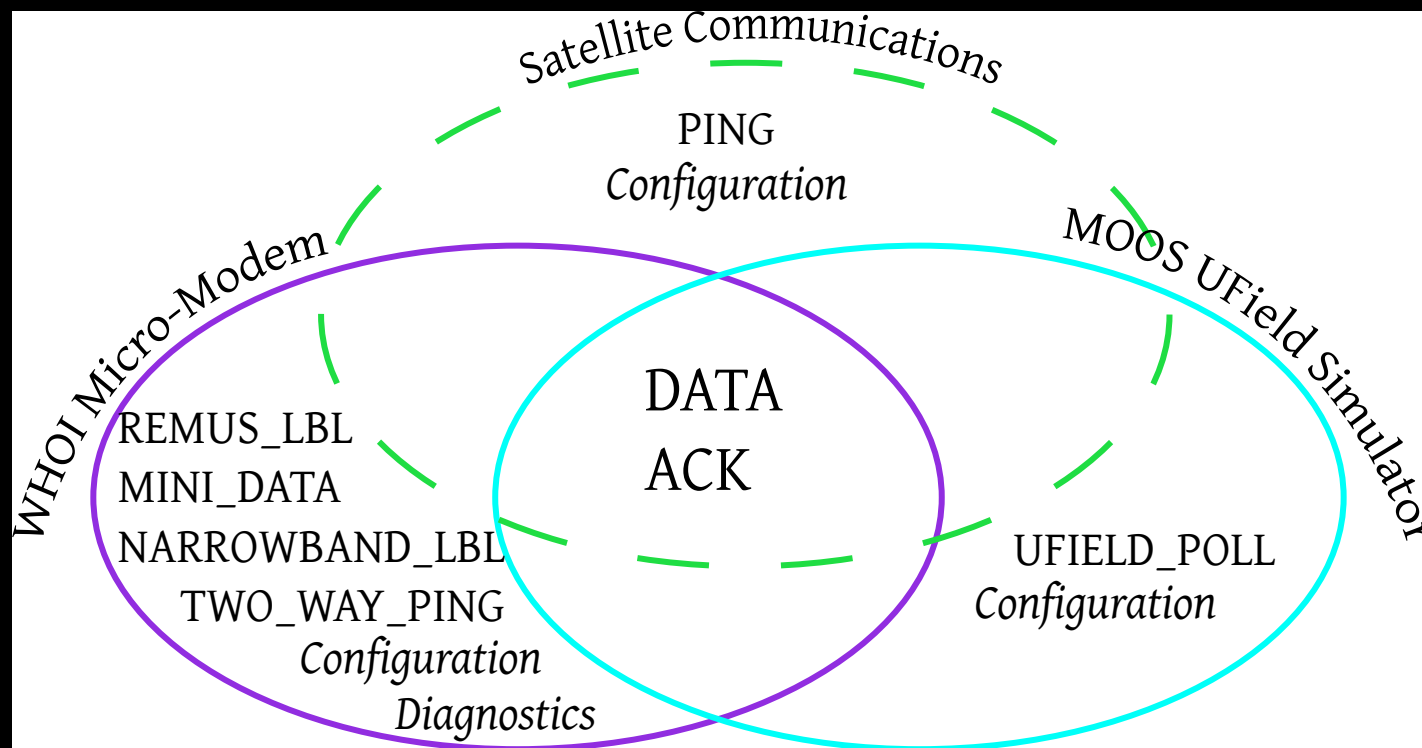 Satellite Communications
PING
Configuration
WHOI Micro-Modem
MOOS UField Simulator
DATA
ACK
REMUS_LBL
MINI_DATA
NARROWBAND_LBL
TWO_WAY_PING
Configuration
Diagnostics
UFIELD_POLL
Configuration